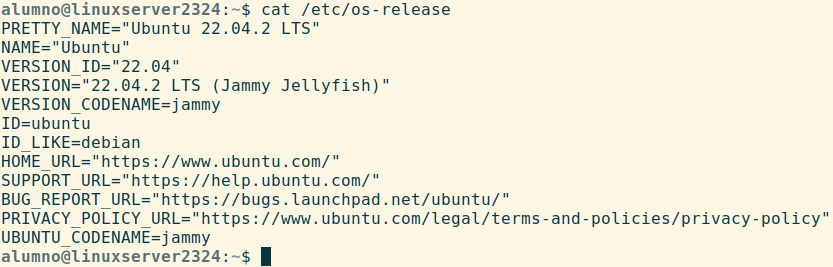 alumno@linuxserver2324:~$ cat /etc/os-release
PRETTY_NAME="Ubuntu 22.04.2 LTS"
NAME="Ubuntu"
VERSION_ID="22.04"
VERSION="22.04.2 LTS (Jammy Jellyfish)"
VERSION_CODENAME=jammy
ID=ubuntu
ID_LIKE=debian
HOME_URL="https://www.ubuntu.com/"
SUPPORT_URL="https://help.ubuntu.com/"
BUG_REPORT_URL="https://bugs.launchpad.net/ubuntu/"
PRIVACY_POLICY_URL="https://www.ubuntu.com/legal/terms-and-policies/privacy-policy"
UBUNTU_CODENAME=jammy
alumno@linuxserver2324:~$